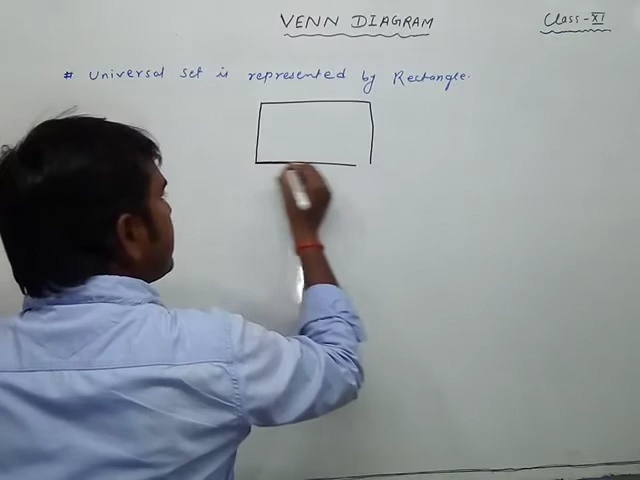 VENN DIAGRAM
Class - XI
# Universal set is represented by Rectangle.